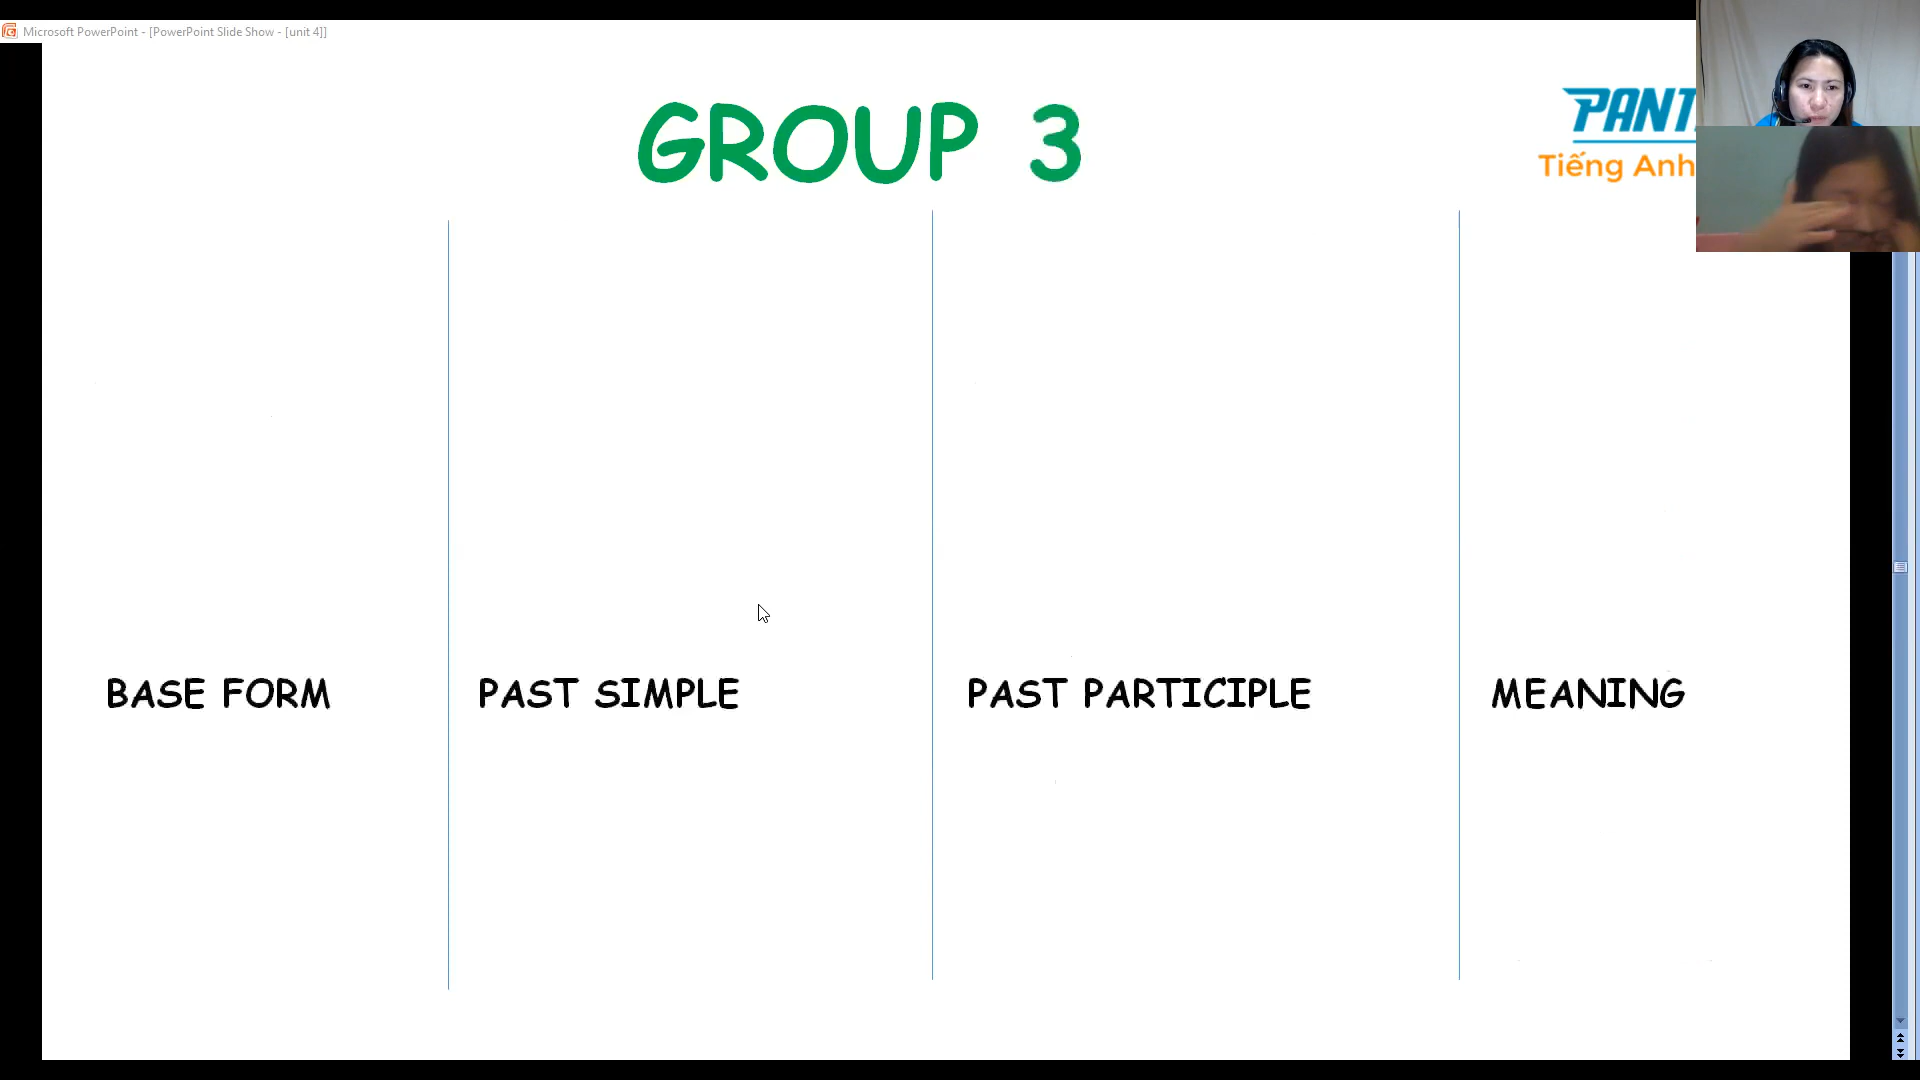 Microsoft PowerPoint - [PowerPoint Slide Show - [unit 4]]
GROUP 3
PANT
Tiếng Anh
BASE FORM
PAST SIMPLE
PAST PARTICIPLE
MEANING